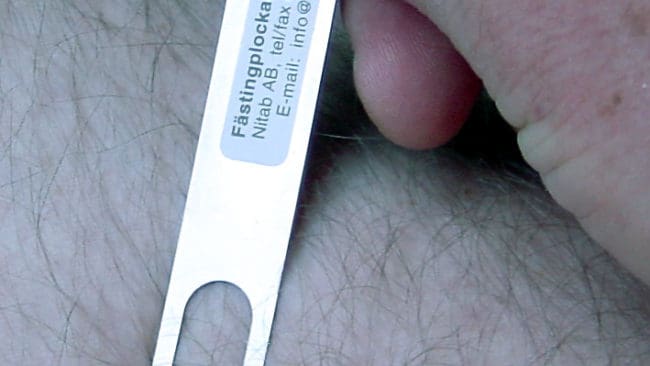 Fästingplocka
Nitab AB, tel/fax
E-mail: info@